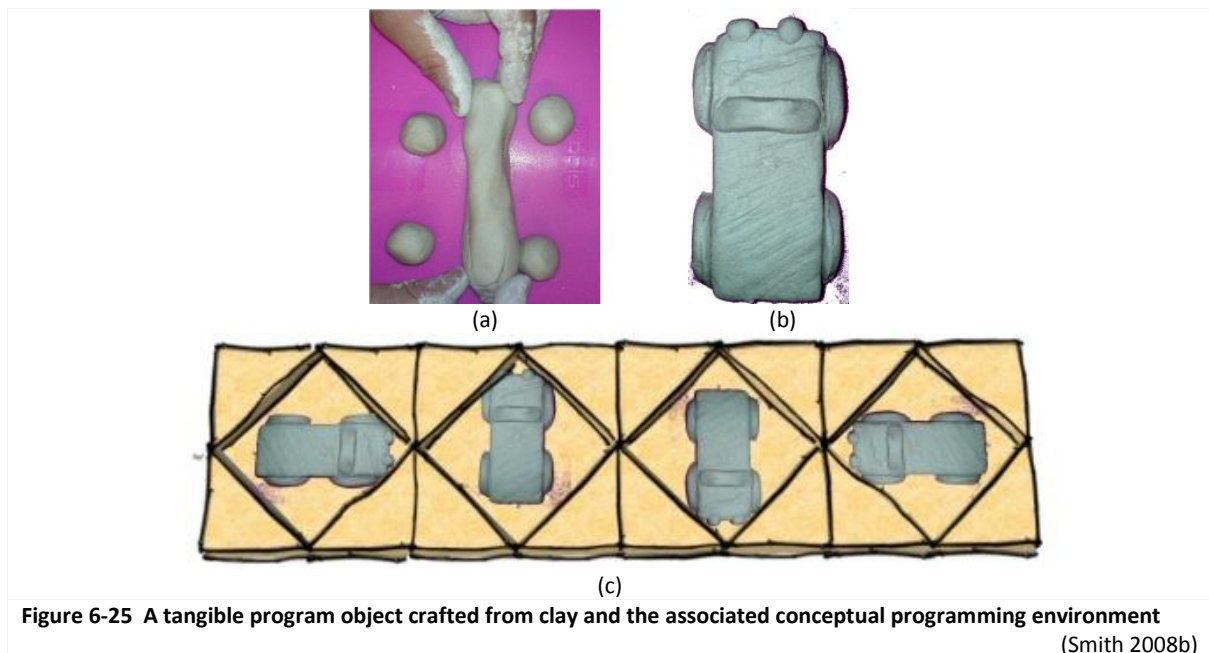 (a)
(b)
(c)
Figure 6-25 A tangible program object crafted from clay and the associated conceptual programming environment
(Smith 2008b)